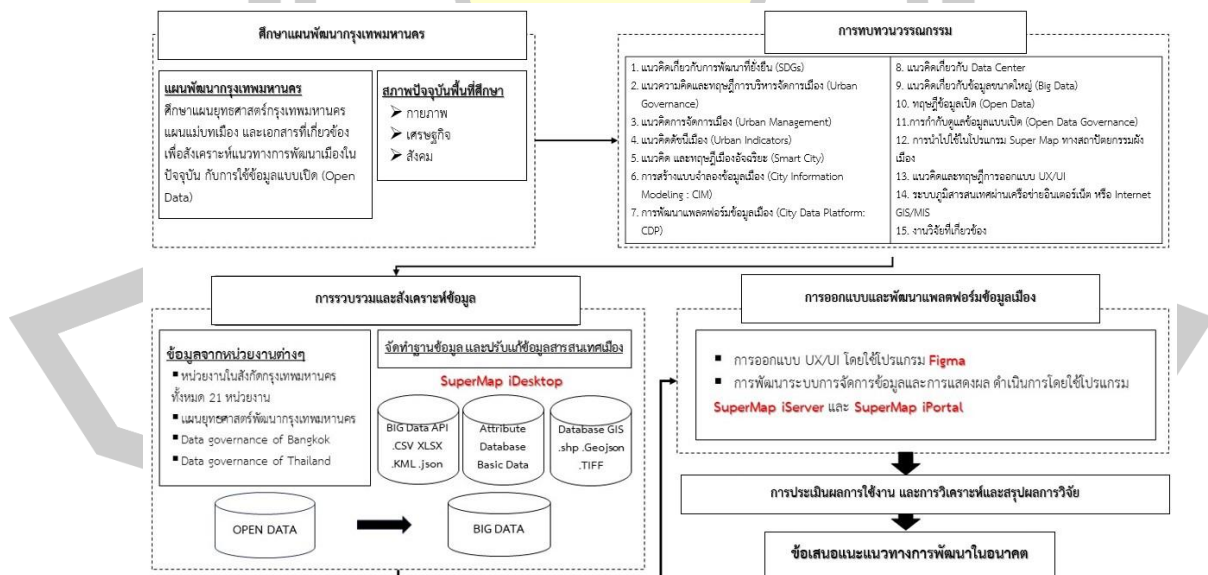 ศึกษาแผนพัฒนากรุงเทพมหานคร
แผนพัฒนากรุงเทพมหานคร
ศึกษาแผนยุทธศาสตร์กรุงเทพมหานคร
แผนแม่บทเมือง และเอกสารที่เกี่ยวข้อง
เพื่อสังเคราะห์แนวทางการพัฒนาเมืองใน
ปัจจุบัน กับการใช้ข้อมูลแบบเปิด (Open
Data)
สภาพปัจจุบันพื้นที่ศึกษา
➢ กายภาพ
➢ เศรษฐกิจ
➢ สังคม
การทบทวนวรรณกรรม
1. แนวคิดเกี่ยวกับการพัฒนาที่ยั่งยืน (SDGs)
2. แนวความคิดและทฤษฎีการบริหารจัดการเมือง (Urban
Governance)
3. แนวคิดการจัดการเมือง (Urban Management)
4. แนวคิดดัชนีเมือง (Urban Indicators)
5. แนวคิด และทฤษฎีเมืองอัจฉริยะ (Smart City)
6. การสร้างแบบจำลองข้อมูลเมือง (City Information
Modeling : CIM)
7. การพัฒนาแพลตฟอร์มข้อมูลเมือง (City Data Platform:
CDP)
8. แนวคิดเกี่ยวกับ Data Center
9. แนวคิดเกี่ยวกับข้อมูลขนาดใหญ่ (Big Data)
10. ทฤษฎีข้อมูลเปิด (Open Data)
11.การกำกับดูแลข้อมูลแบบเปิด (Open Data Governance)
12. การนำไปใช้ในโปรแกรม Super Map ทางสถาปัตยกรรมผัง
เมือง
13. แนวคิดและทฤษฎีการออกแบบ UX/UI
14. ระบบภูมิสารสนเทศผ่านเครือข่ายอินเตอร์เน็ต หรือ Internet
GIS/MIS
15. งานวิจัยที่เกี่ยวข้อง
การรวบรวมและสังเคราะห์ข้อมูล
ข้อมูลจากหน่วยงานต่างๆ
▪ หน่วยงานในสังกัดกรุงเทพมหานคร
ทั้งหมด 21 หน่วยงาน
▪ แผนยุทธศาสตร์พัฒนากรุงเทพมหานคร
▪ Data governance of Bangkok
▪ Data governance of Thailand
จัดทำฐานข้อมูล และปรับแก้ข้อมูลสารสนเทศเมือง
SuperMap iDesktop
BIG Data API
.CSV XLSX
.KML .json
Attribute
Database
Basic Data
Database GIS
.shp .Geojson
.TIFF
OPEN DATA
BIG DATA
การออกแบบและพัฒนาแพลตฟอร์มข้อมูลเมือง
▪ การออกแบบ UX/UI โดยใช้โปรแกรม Figma
▪ การพัฒนาระบบการจัดการข้อมูลและการแสดงผล ดำเนินการโดยใช้โปรแกรม
SuperMap iServer และ SuperMap iPortal
การประเมินผลการใช้งาน และการวิเคราะห์และสรุปผลการวิจัย
ข้อเสนอแนะแนวทางการพัฒนาในอนาคต